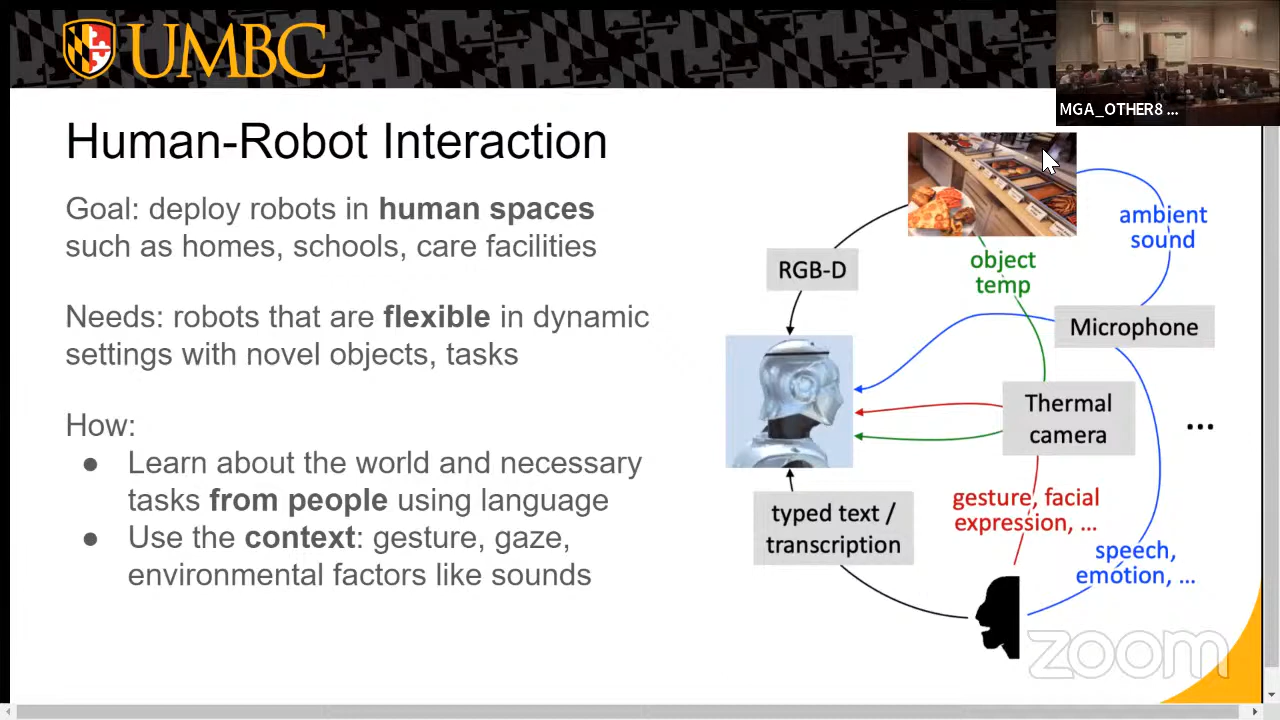 UMBC
MGA_OTHER8 ...
Human-Robot Interaction
Goal: deploy robots in human spaces
such as homes, schools, care facilities
Needs: robots that are flexible in dynamic
settings with novel objects, tasks
How:
● Learn about the world and necessary
tasks from people using language
● Use the context: gesture, gaze,
environmental factors like sounds
ambient
sound
RGB-D
object
temp
Microphone
Thermal
camera
...
typed text /
transcription
gesture, facial
expression, ...
speech,
emotion, ...
zoom